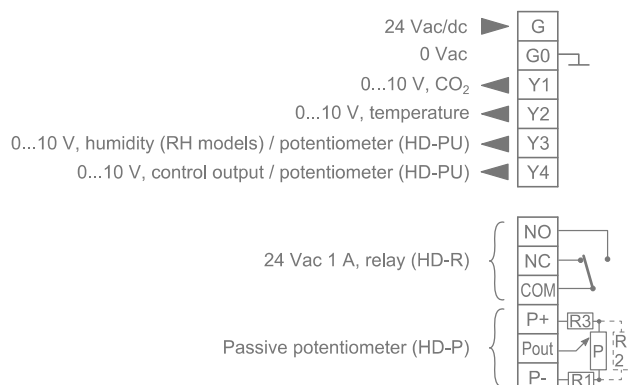 24 Vac/dc G
0 Vac G0
0...10 V, CO₂ Y1
0...10 V, temperature Y2
0...10 V, humidity (RH models) / potentiometer (HD-PU) Y3
0...10 V, control output / potentiometer (HD-PU) Y4
NO
24 Vac 1 A, relay (HD-R) NC
COM
P+ R3
Passive potentiometer (HD-P) Pout P R
2
P- R1